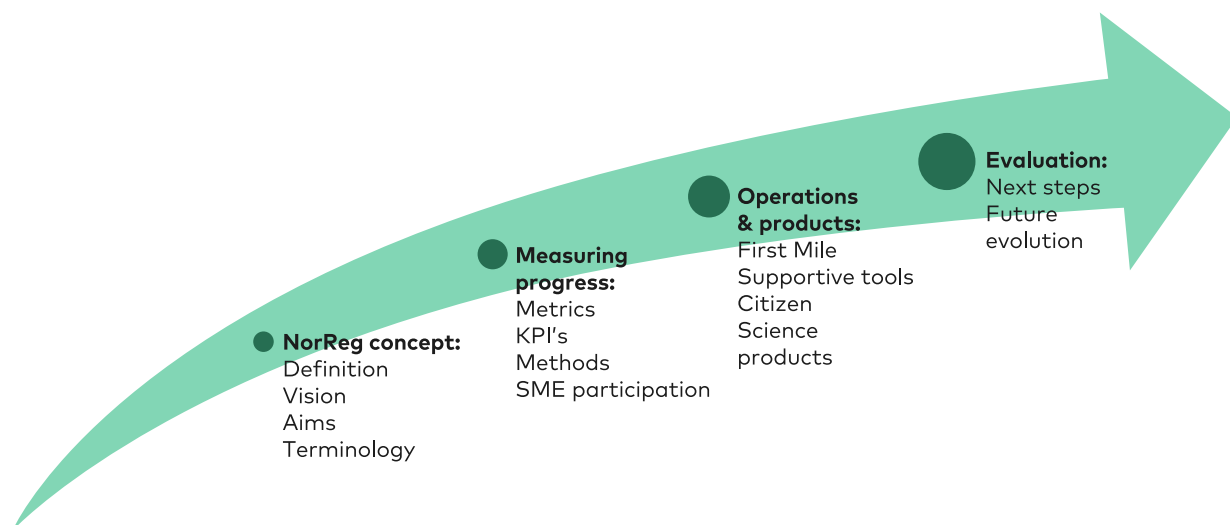 NorReg concept:
Definition
Vision
Aims
Terminology
Measuring
progress:
Metrics
KPI's
Methods
SME participation
Operations
& products:
First Mile
Supportive tools
Citizen
Science
products
Evaluation:
Next steps
Future
evolution